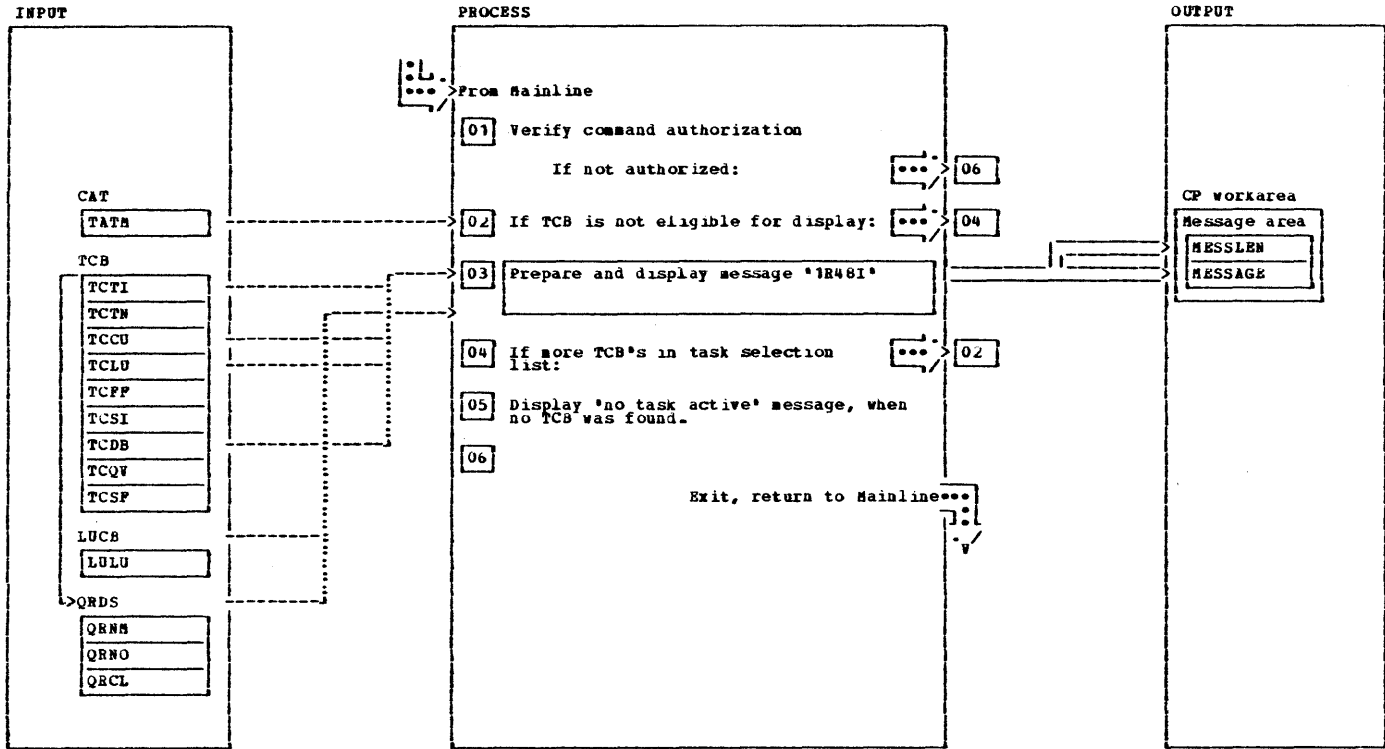 INPUT
PROCESS
OUTPUT
From Mainline
01 Verify command authorization
If not authorized: 06
CAT
TATM
02 If TCB is not eligible for display: 04
CP workarea
Message area
MESSLEN
MESSAGE
TCB
TCTI
TCTN
TCCU
TCLU
TCFF
TCSI
TCDB
TCQV
TCSF
03 Prepare and display message "1R48I"
04 If more TCB's in task selection 02
list:
05 Display 'no task active' message, when
no TCB was found.
06
Exit, return to Mainline
LUCB
LULU
QRDS
QRNM
QRNO
QRCL